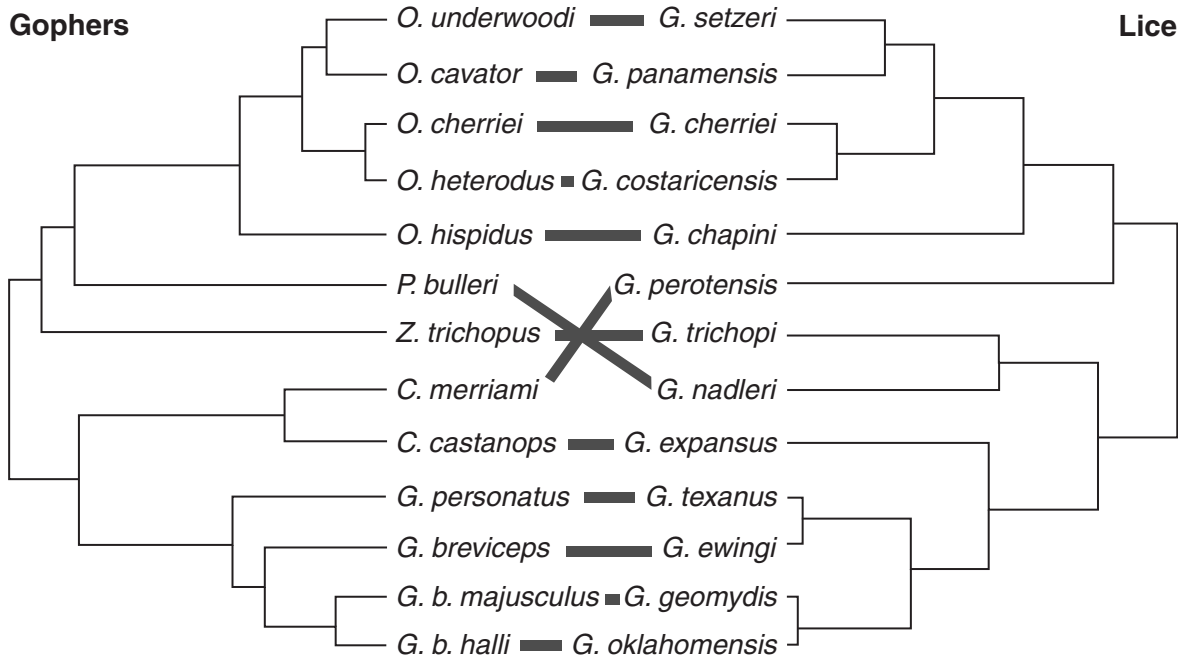 Gophers
Lice
O. underwoodi G. setzeri
O. cavator G. panamensis
O. cherriei G. cherriei
O. heterodus G. costaricensis
O. hispidus G. chapini
P. bulleri G. perotensis
Z. trichopus G. trichopi
C. merriami G. nadleri
C. castanops G. expansus
G. personatus G. texanus
G. breviceps G. ewingi
G. b. majusculus G. geomydis
G. b. halli G. oklahomensis